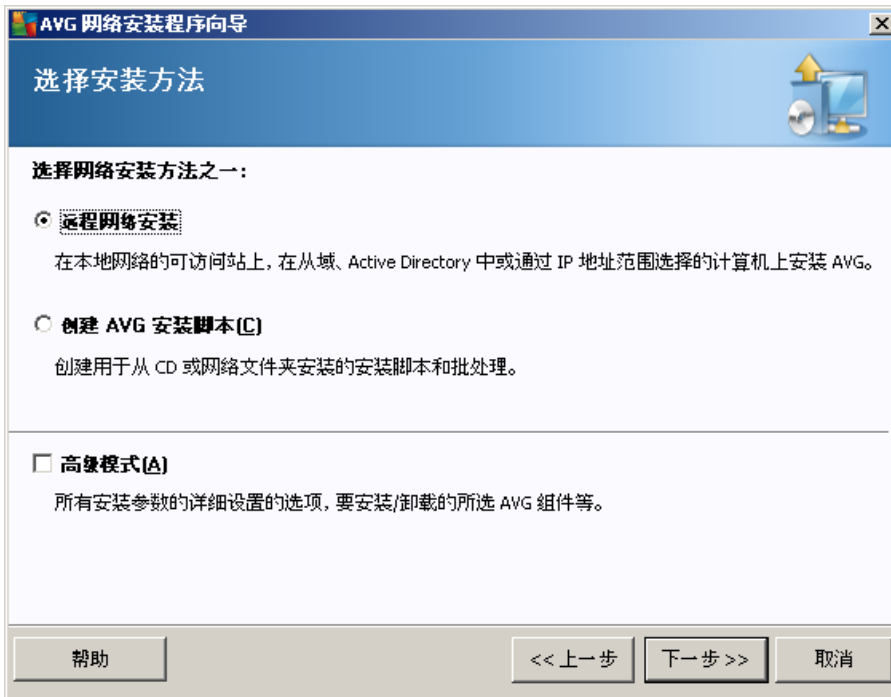 AVG 网络安装程序向导
选择安装方法
选择网络安装方法之一:
远程网络安装
在本地网络的可访问站上，在从域、Active Directory 中或通过 IP 地址范围选择的计算机上安装 AVG。
创建 AVG 安装脚本(C)
创建用于从 CD 或网络文件夹安装的安装脚本和批处理。
高级模式(A)
所有安装参数的详细设置的选项，要安装/卸载的所选 AVG 组件等。
帮助
<< 上一步
下一步 >>
取消